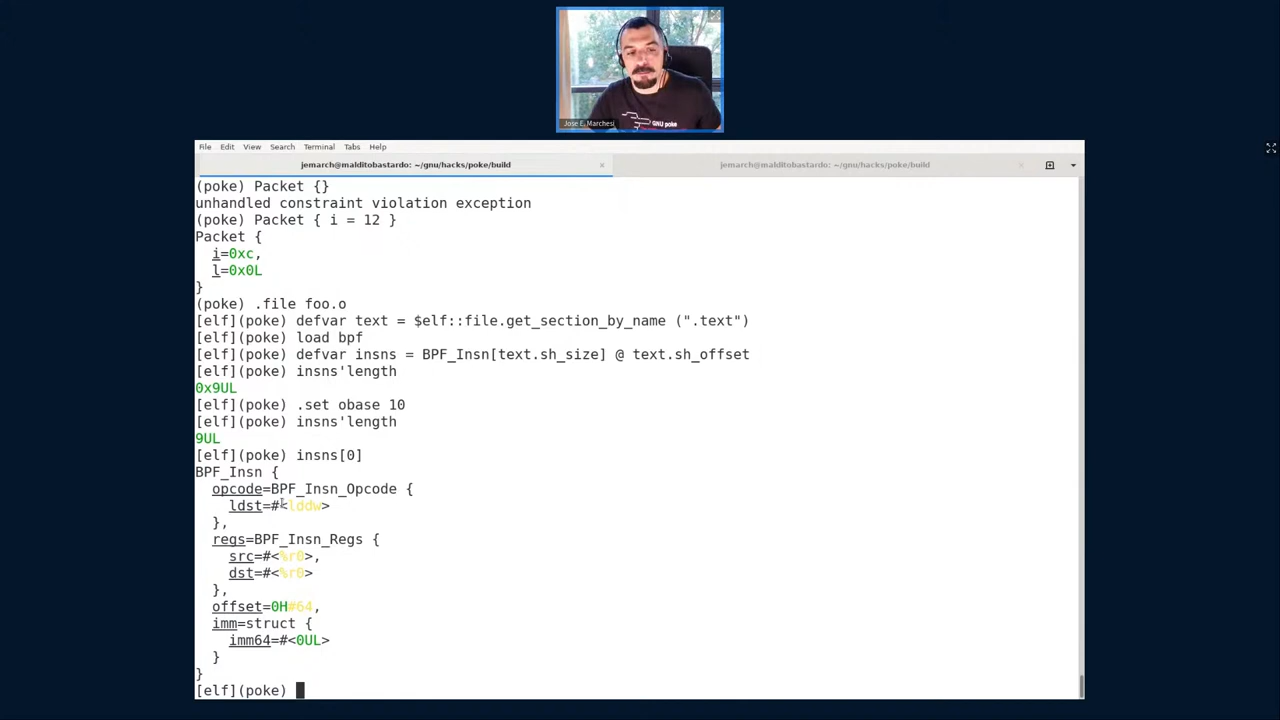 GNU poke
Jose E. Marchesi
File Edit View Search Terminal Tabs Help
jemarch@malditobastardo: ~/gnu/hacks/poke/build
jemarch@malditobastardo: ~/gnu/hacks/poke/build
(poke) Packet {}
unhandled constraint violation exception
(poke) Packet { i = 12 }
Packet {
  i=0xc,
  l=0x0L
}
(poke) .file foo.o
[elf](poke) defvar text = $elf::file.get_section_by_name (".text")
[elf](poke) load bpf
[elf](poke) defvar insns = BPF_Insn[text.sh_size] @ text.sh_offset
[elf](poke) insns'length
0x9UL
[elf](poke) .set obase 10
[elf](poke) insns'length
9UL
[elf](poke) insns[0]
BPF_Insn {
  opcode=BPF_Insn_Opcode {
    ldst=#<lddw>
  },
  regs=BPF_Insn_Regs {
    src=#<%r0>,
    dst=#<%r0>
  },
  offset=0H#64,
  imm=struct {
    imm64=#<0UL>
  }
}
[elf](poke)